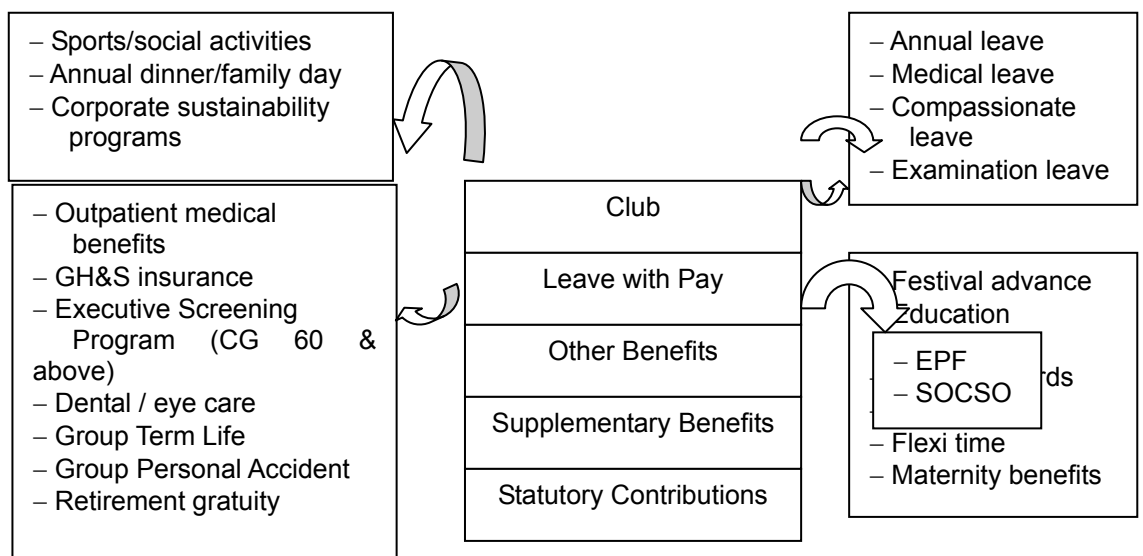 – Sports/social activities
– Annual dinner/family day
– Corporate sustainability
programs
– Outpatient medical
benefits
– GH&S insurance
– Executive Screening
Program (CG 60 &
above)
– Dental / eye care
– Group Term Life
– Group Personal Accident
– Retirement gratuity
Club
Leave with Pay
Other Benefits
Supplementary Benefits
Statutory Contributions
– Annual leave
– Medical leave
– Compassionate
leave
– Examination leave
Festival advance
Education
– EPF
– SOCSO
– Flexi time
– Maternity benefits